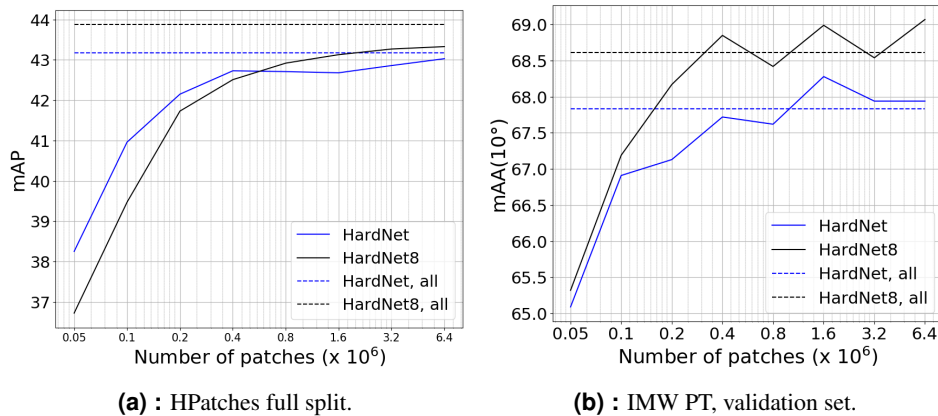 44
43
42
41
40
39
38
37
mAP
0.05 0.1 0.2 0.4 0.8 1.6 3.2 6.4
Number of patches (x 10⁶)
HardNet
HardNet8
HardNet, all
HardNet8, all
(a) : HPatches full split.
69.0
68.5
68.0
67.5
67.0
66.5
66.0
65.5
65.0
mAA(10°)
0.05 0.1 0.2 0.4 0.8 1.6 3.2 6.4
Number of patches (x 10⁶)
HardNet
HardNet8
HardNet, all
HardNet8, all
(b) : IMW PT, validation set.